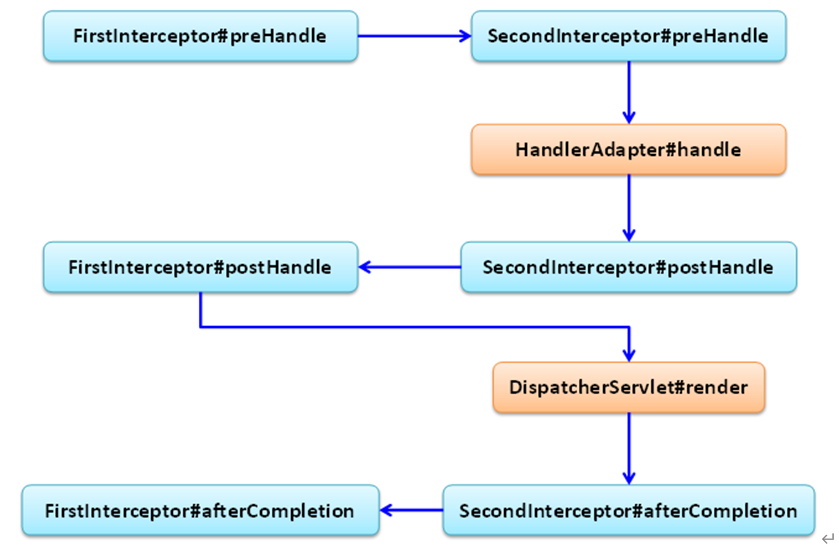 FirstInterceptor#preHandle
SecondInterceptor#preHandle
HandlerAdapter#handle
FirstInterceptor#postHandle
SecondInterceptor#postHandle
DispatcherServlet#render
FirstInterceptor#afterCompletion
SecondInterceptor#afterCompletion